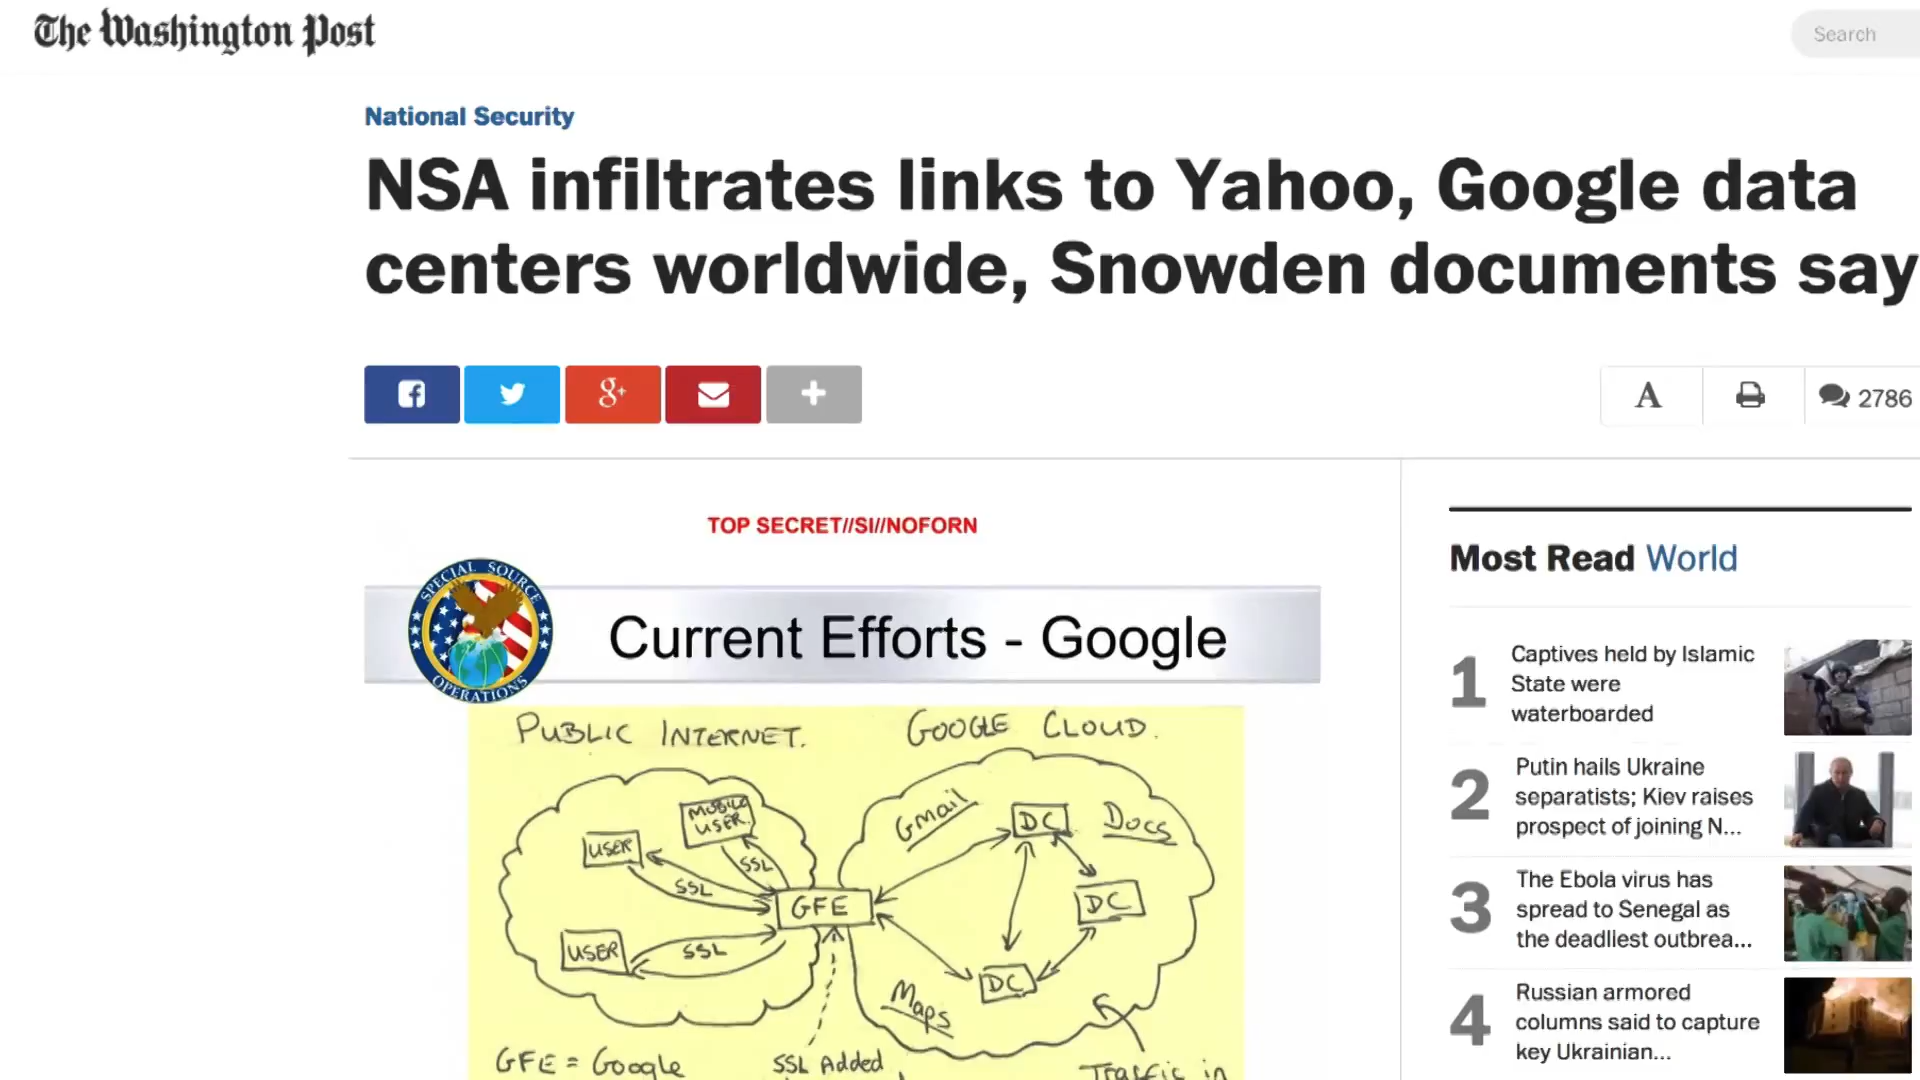 The Washington Post
Search
National Security
NSA infiltrates links to Yahoo, Google data
centers worldwide, Snowden documents say
g+
A
2786
TOP SECRET//SI//NOFORN
SPECIAL SOURCE
OPERATIONS
Current Efforts - Google
PUBLIC INTERNET.
GOOGLE CLOUD.
MOBILE
USER
USER
SSL
SSL
GFE
USER
SSL
Gmail
DC
Docs
DC
DC
Maps
GFE = Google
SSL Added
Traffic in
Most Read World
1
Captives held by Islamic
State were
waterboarded
2
Putin hails Ukraine
separatists; Kiev raises
prospect of joining N...
3
The Ebola virus has
spread to Senegal as
the deadliest outbrea...
4
Russian armored
columns said to capture
key Ukrainian...